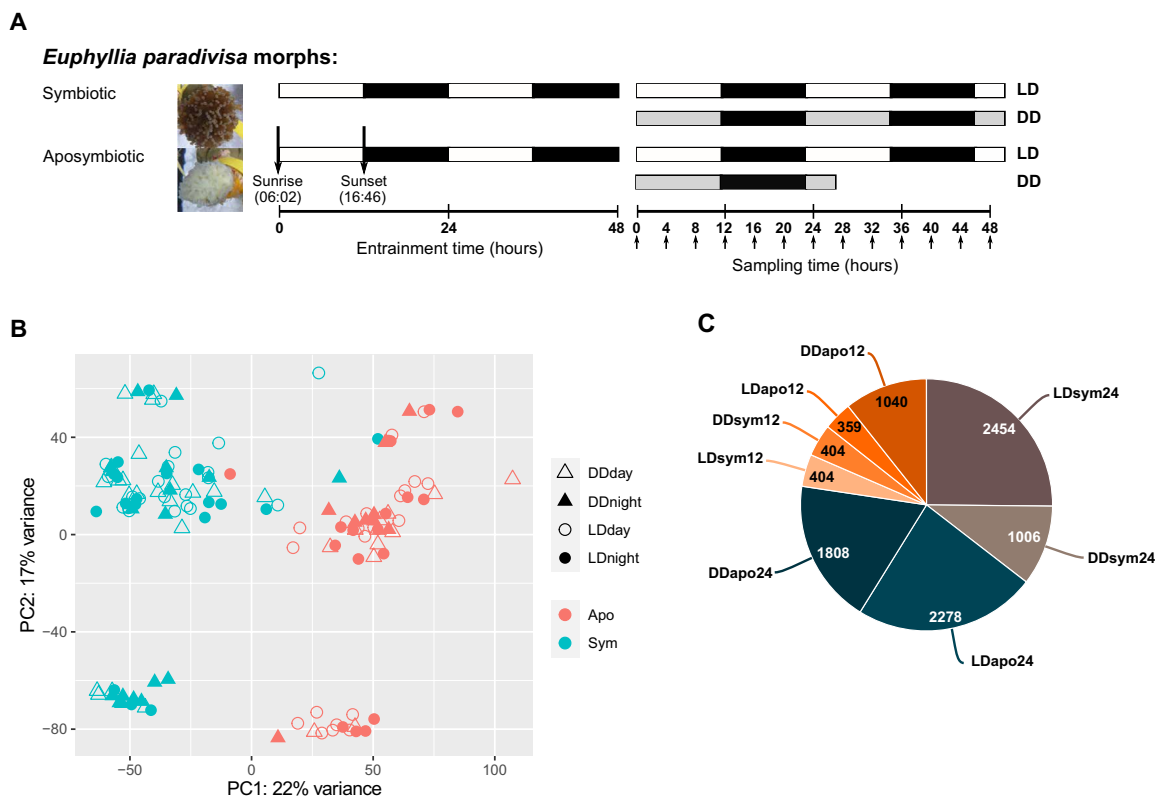 A
Euphyllia paradivisa morphs:
Symbiotic
LD
DD
Aposymbiotic
LD
DD
Sunrise
(06:02)
Sunset
(16:46)
0 24 48
Entrainment time (hours)
0 4 8 12 16 20 24 28 32 36 40 44 48
Sampling time (hours)
B
PC2: 17% variance
40
0
−40
−80
−50 0 50 100
PC1: 22% variance
DDday
DDnight
LDday
LDnight
Apo
Sym
C
DDapo12
LDapo12
DDsym12
LDsym12
DDapo24
LDsym24
DDsym24
LDapo24
1040
359
404
404
1808
2454
1006
2278